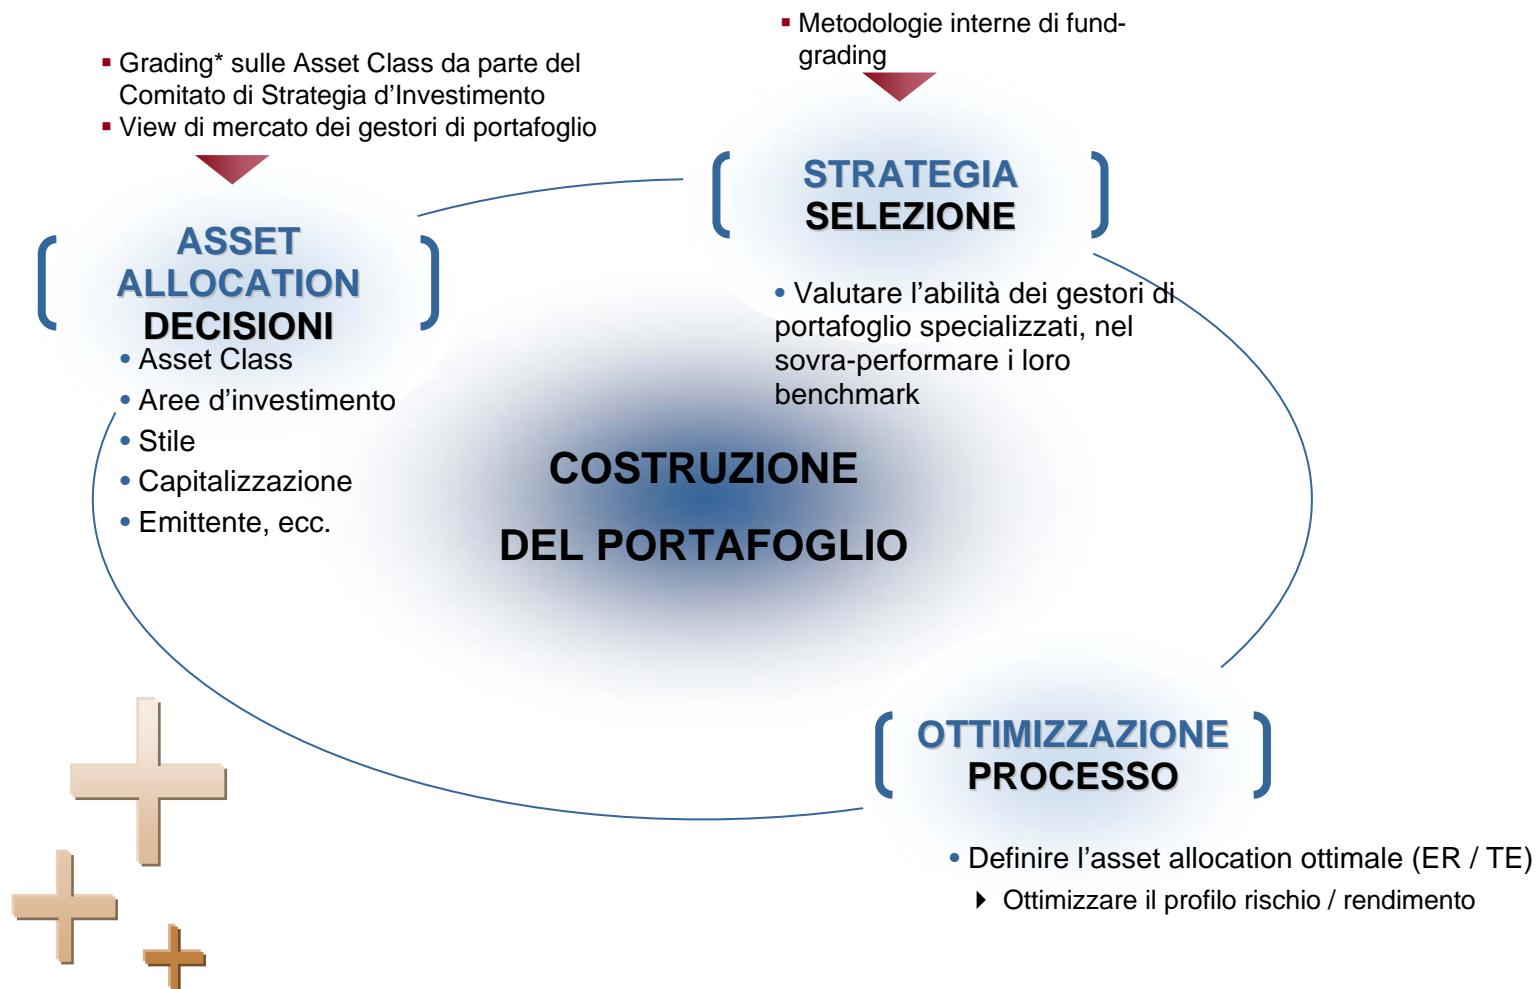 ▪ Grading* sulle Asset Class da parte del
Comitato di Strategia d’Investimento
▪ View di mercato dei gestori di portafoglio
▪ Metodologie interne di fund-
grading
ASSET
ALLOCATION
DECISIONI
• Asset Class
• Aree d’investimento
• Stile
• Capitalizzazione
• Emittente, ecc.
STRATEGIA
SELEZIONE
• Valutare l’abilità dei gestori di
portafoglio specializzati, nel
sovra-performare i loro
benchmark
COSTRUZIONE
DEL PORTAFOGLIO
OTTIMIZZAZIONE
PROCESSO
• Definire l’asset allocation ottimale (ER / TE)
Ottimizzare il profilo rischio / rendimento